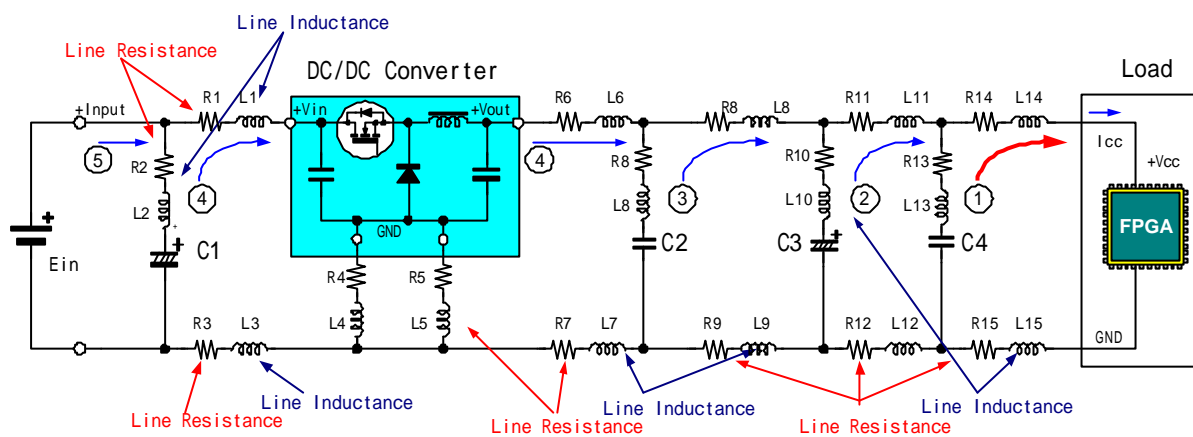 Line Inductance
Line Resistance
DC/DC Converter
Load
+Input
R1
L1
+Vin
+Vout
R6
L6
R8
L8
R11
L11
R14
L14
5
4
4
3
2
1
Icc
+Vcc
R2
L2
+
C1
Ein
+
+
GND
R8
L8
C2
R10
L10
C3
+
R13
L13
C4
FPGA
R4
L4
R5
L5
R3
L3
R7
L7
R9
L9
R12
L12
R15
L15
GND
Line Resistance
Line Inductance
Line Resistance
Line Inductance
Line Resistance
Line Inductance